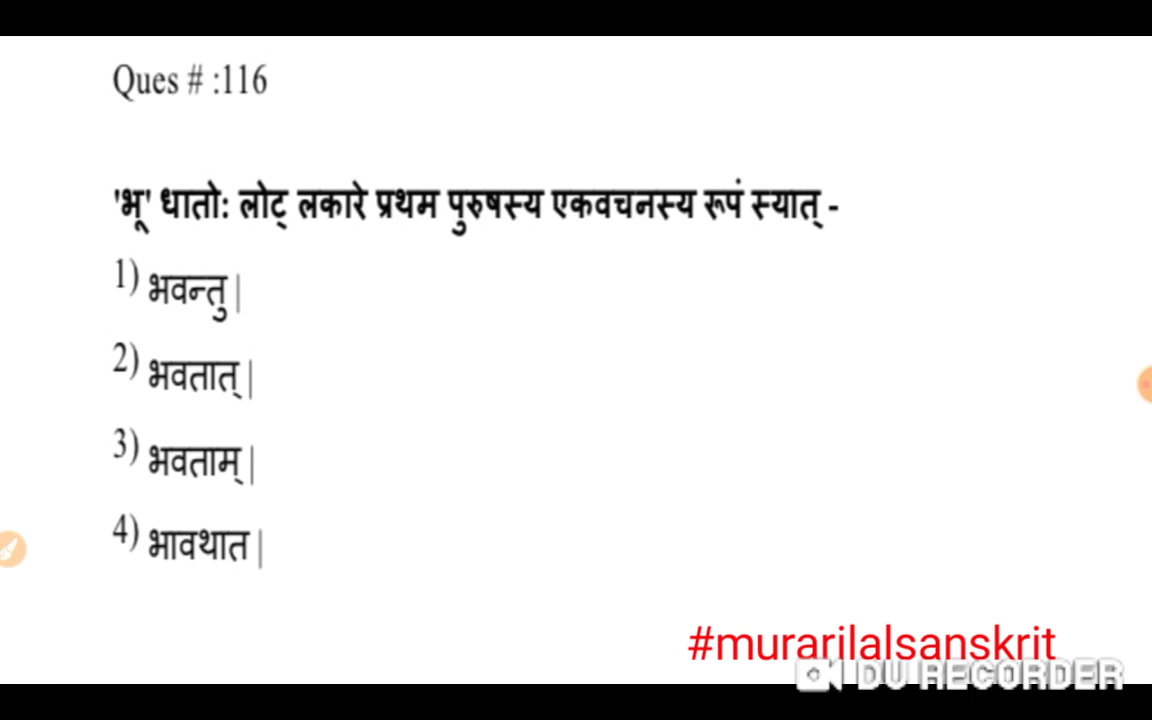 Ques # :116
'भू' धातो: लोट् लकारे प्रथम पुरुषस्य एकवचनस्य रूपं स्यात् -
1) भवन्तु |
2) भवतात् |
3) भवताम् |
4) भावथात |
#murarilalsanskrit
DU RECORDER